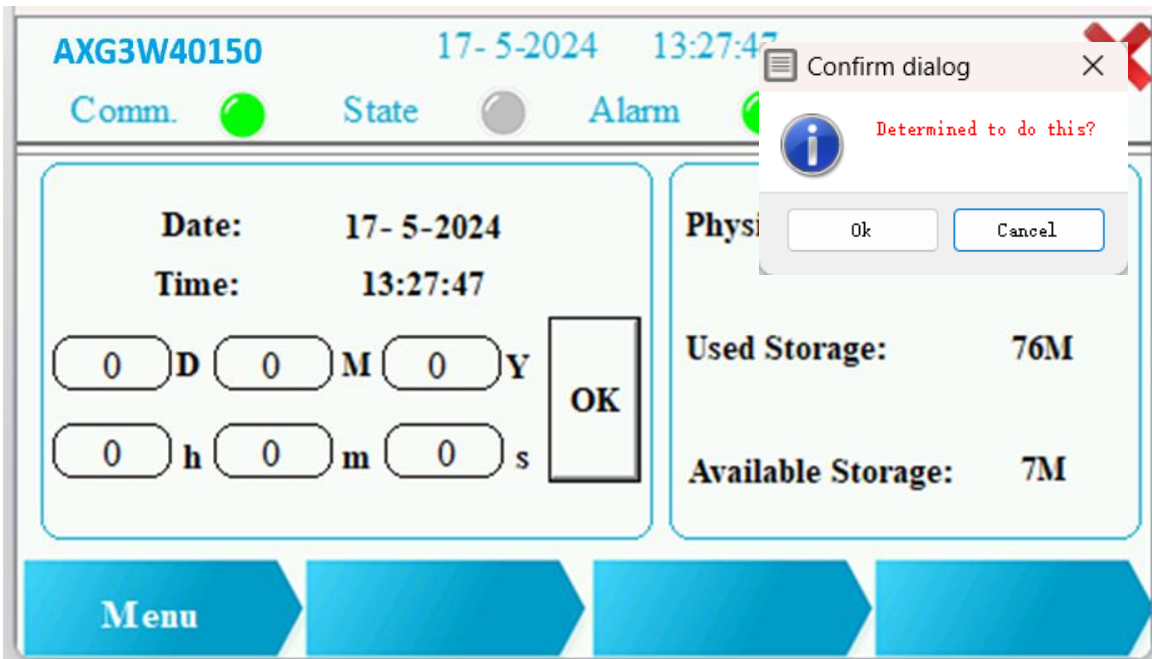 AXG3W40150 17- 5-2024 13:27:47
Confirm dialog
Comm. State Alarm
Determined to do this?
Ok Cancel
Date: 17- 5-2024
Time: 13:27:47
0 D 0 M 0 Y
0 h 0 m 0 s
OK
Used Storage: 76M
Available Storage: 7M
Menu